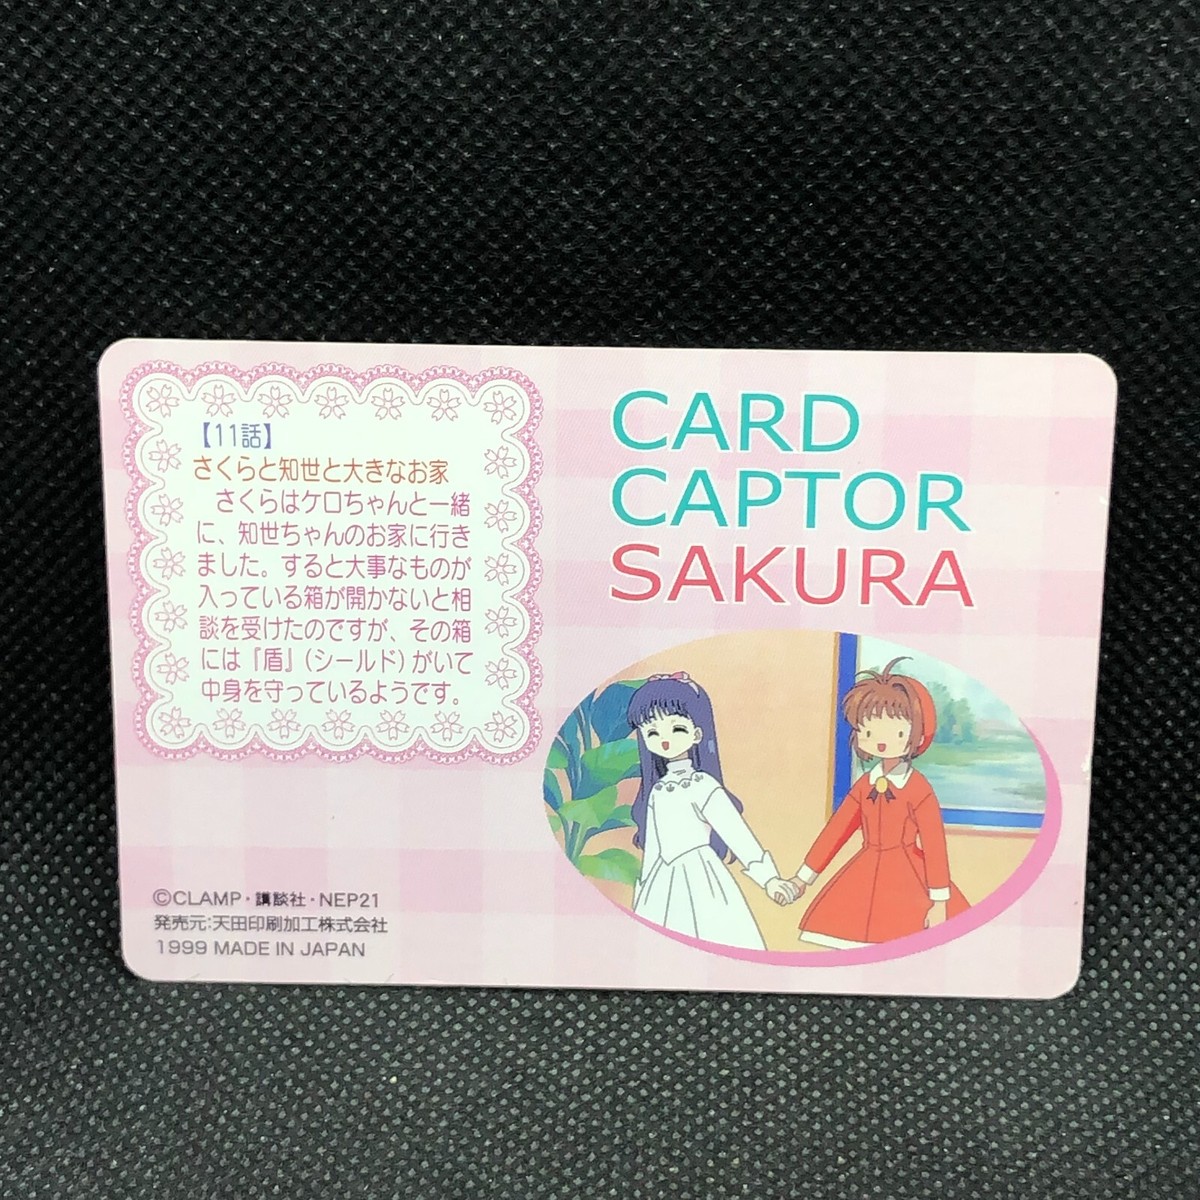 【11話】
さくらと知世と大きなお家
さくらはケロちゃんと一緒
に、知世ちゃんのお家に行き
ました。すると大事なものが
入っている箱が開かないと相
談を受けたのですが、その箱
には『盾』(シールド)がいて
中身を守っているようです。
CARD
CAPTOR
SAKURA
©CLAMP・講談社・NEP21
発売元:天田印刷加工株式会社
1999 MADE IN JAPAN